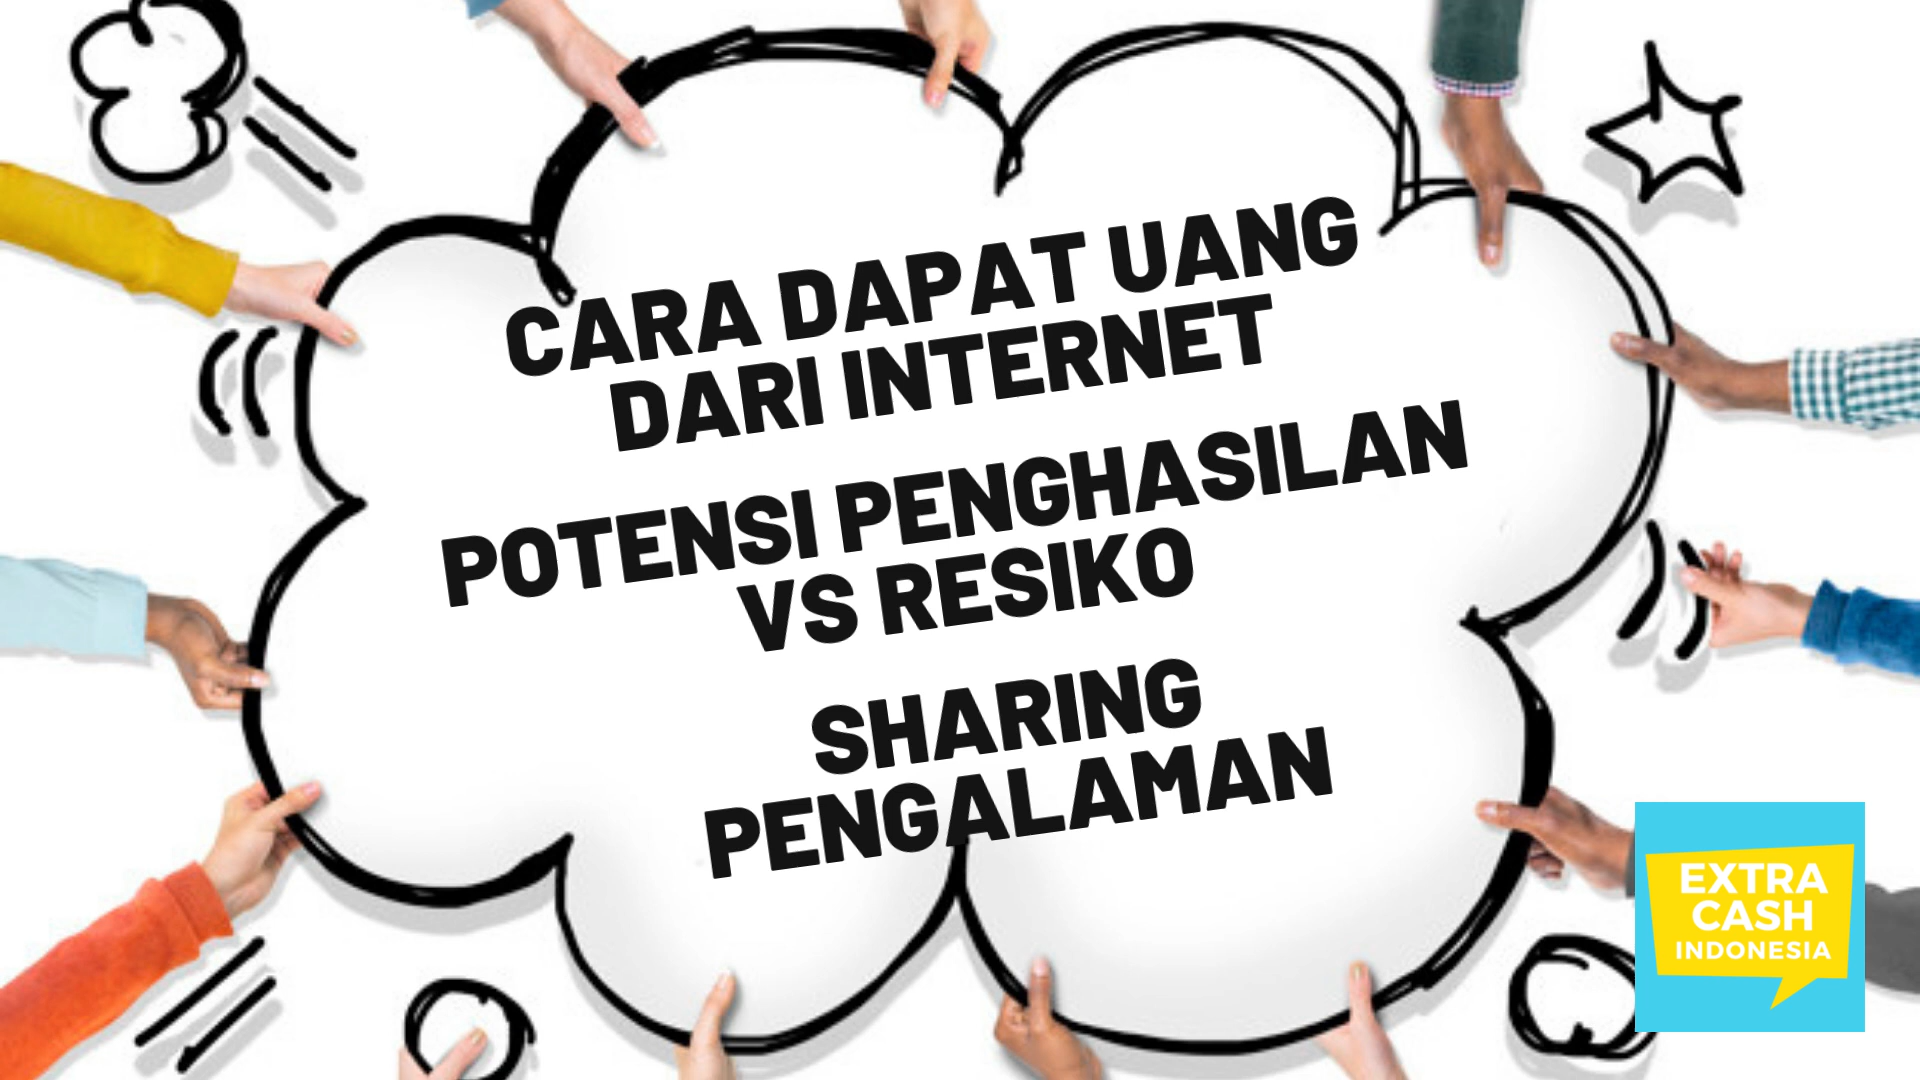 CARA DAPAT UANG
DARI INTERNET
POTENSI PENGHASILAN
VS RESIKO
SHARING
PENGALAMAN
EXTRA
CASH
INDONESIA